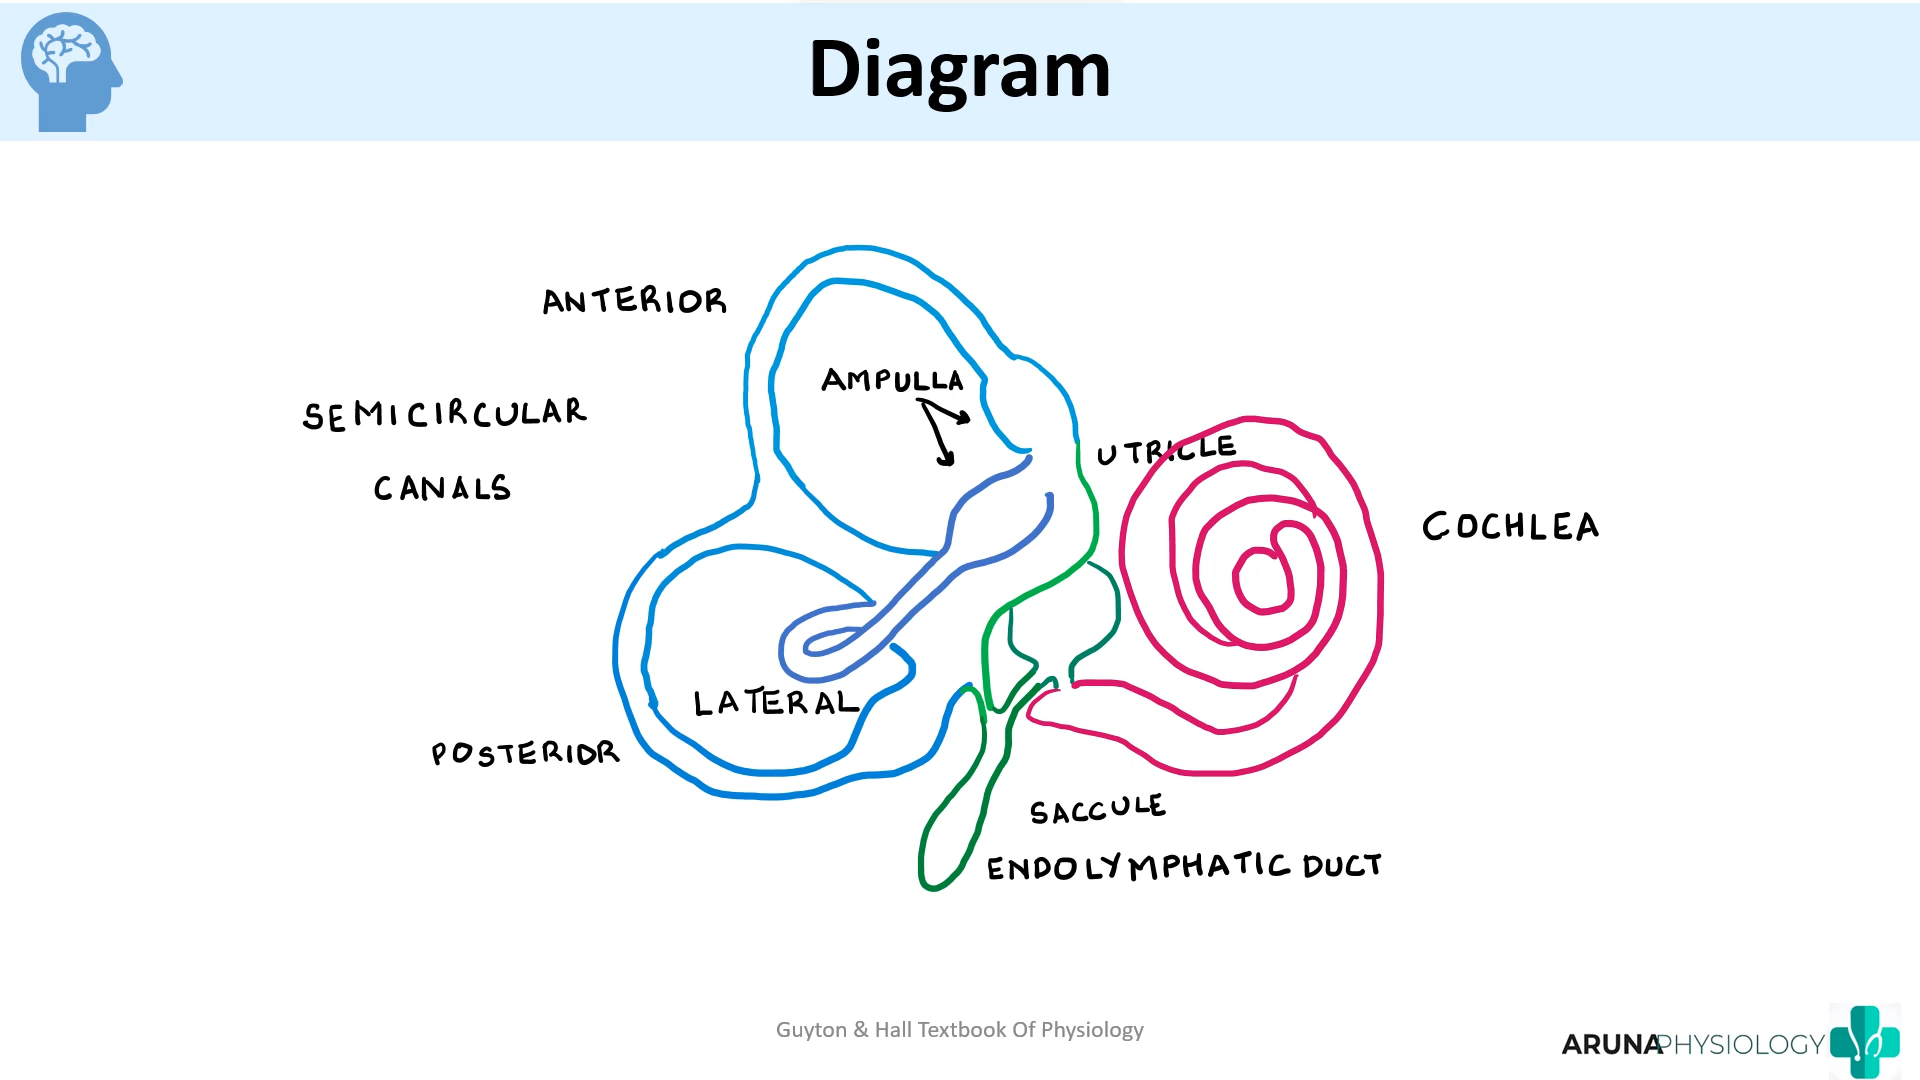 Diagram
ANTERIOR
AMPULLA
SEMICIRCULAR
CANALS
UTRICLE
COCHLEA
LATERAL
POSTERIOR
SACCULE
ENDOLYMPHATIC DUCT
Guyton & Hall Textbook Of Physiology
ARUNAPHYSIOLOGY